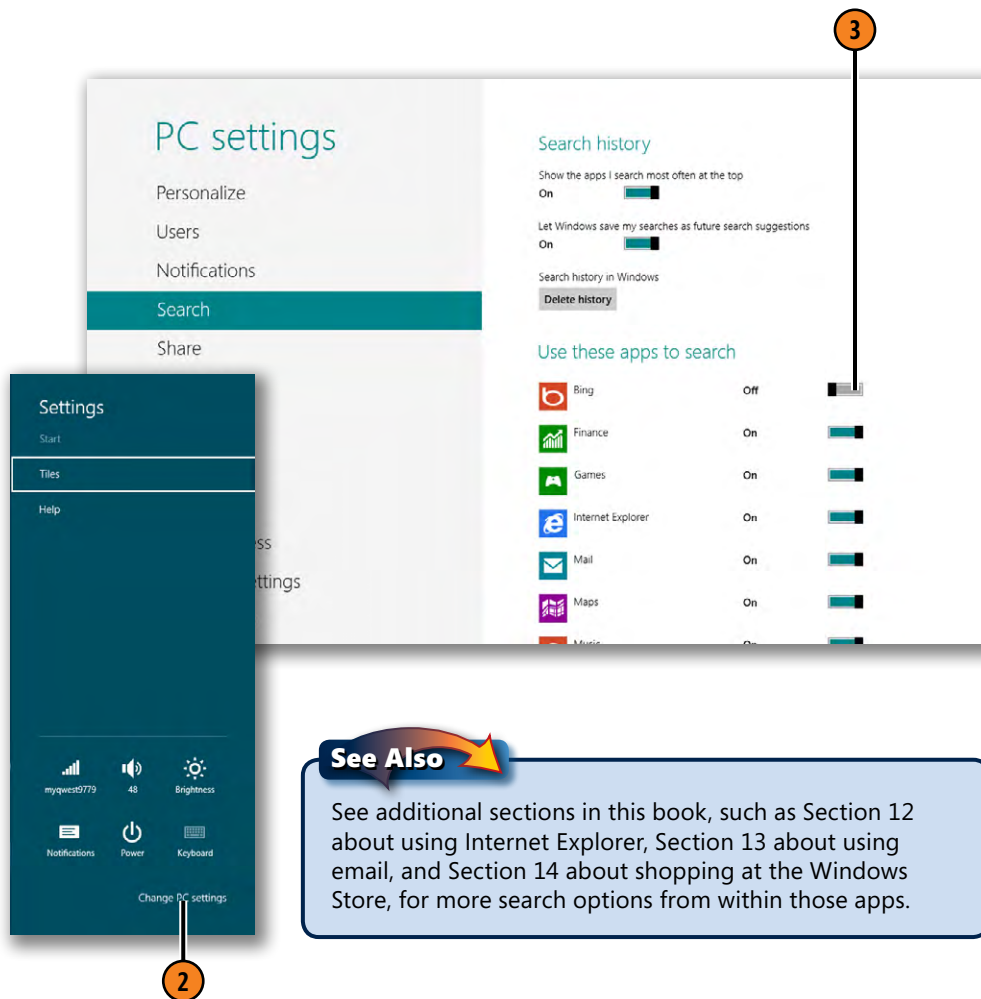 3
PC settings
Personalize
Users
Notifications
Search
Share
ess
ettings
Search history
Show the apps I search most often at the top
On
Let Windows save my searches as future search suggestions
On
Search history in Windows
Delete history
Use these apps to search
Bing Off
Finance On
Games On
Internet Explorer On
Mail On
Maps On
Music On
Settings
Start
Tiles
Help
myqwest9779 48 Brightness
Notifications Power Keyboard
Change PC settings
2
See Also
See additional sections in this book, such as Section 12
about using Internet Explorer, Section 13 about using
email, and Section 14 about shopping at the Windows
Store, for more search options from within those apps.